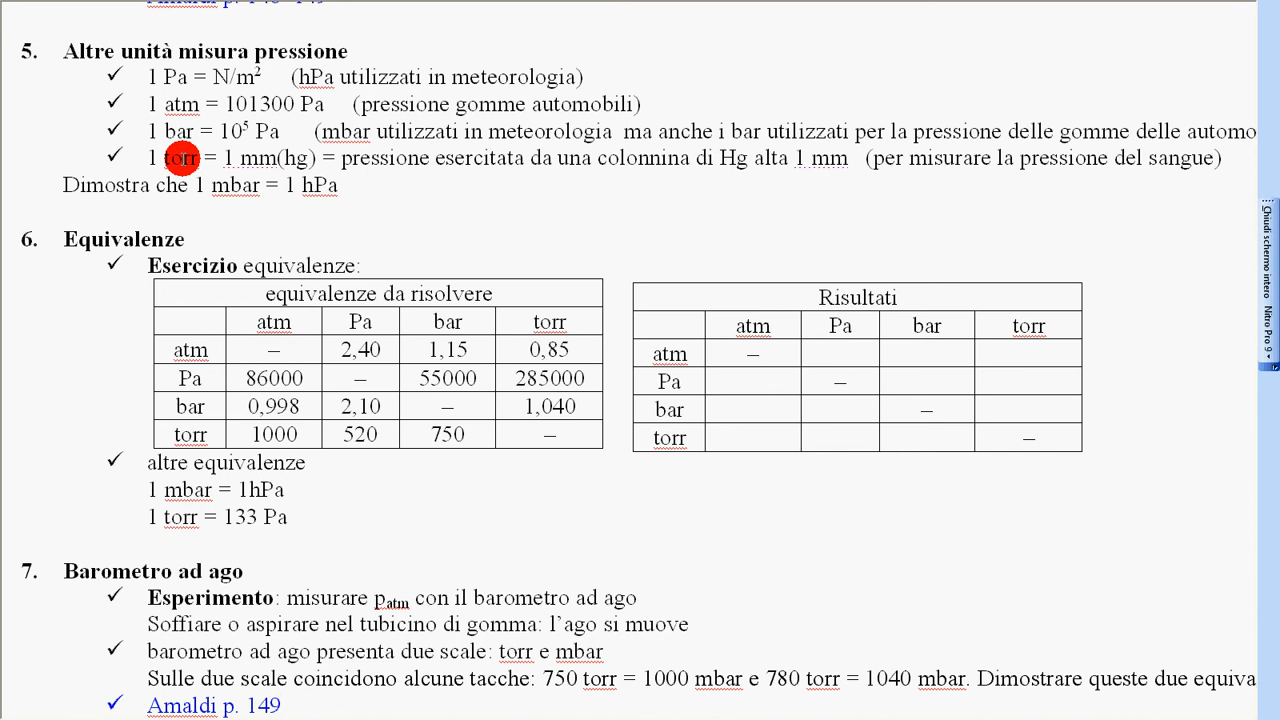 5. Altre unità misura pressione
✓ 1 Pa = N/m² (hPa utilizzati in meteorologia)
✓ 1 atm = 101300 Pa (pressione gomme automobili)
✓ 1 bar = 10⁵ Pa (mbar utilizzati in meteorologia ma anche i bar utilizzati per la pressione delle gomme delle automo
✓ 1 torr = 1 mm(hg) = pressione esercitata da una colonnina di Hg alta 1 mm (per misurare la pressione del sangue)
Dimostra che 1 mbar = 1 hPa
6. Equivalenze
✓ Esercizio equivalenze:
equivalenze da risolvere
atm Pa bar torr
atm – 2,40 1,15 0,85
Pa 86000 – 55000 285000
bar 0,998 2,10 – 1,040
torr 1000 520 750 –
Risultati
atm Pa bar torr
atm –
Pa –
bar –
torr –
✓ altre equivalenze
1 mbar = 1hPa
1 torr = 133 Pa
7. Barometro ad ago
✓ Esperimento: misurare patm con il barometro ad ago
Soffiare o aspirare nel tubicino di gomma: l'ago si muove
✓ barometro ad ago presenta due scale: torr e mbar
Sulle due scale coincidono alcune tacche: 750 torr = 1000 mbar e 780 torr = 1040 mbar. Dimostrare queste due equiva
✓ Amaldi p. 149
Chiudi schermo intero Nitro Pro 9